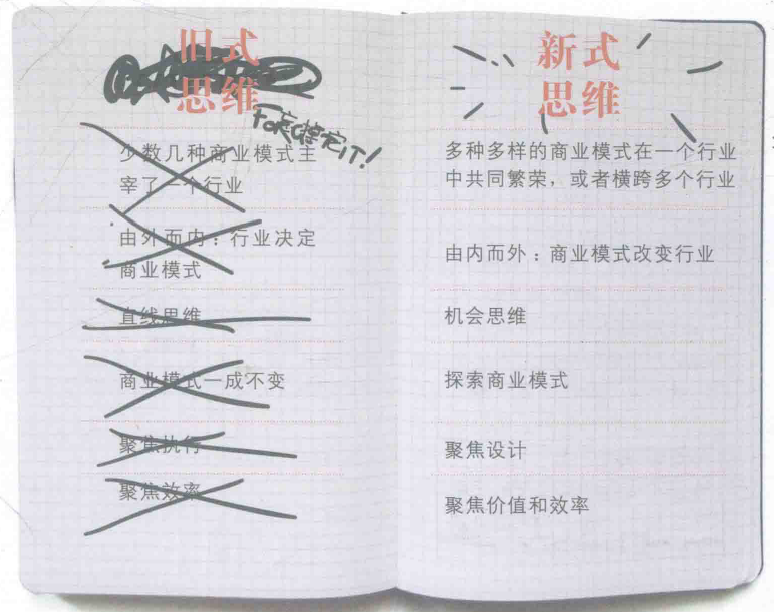 旧式
思维
FORGET IT!
少数几种商业模式主
宰了一个行业
由外而内：行业决定
商业模式
直线思维
商业模式一成不变
聚焦执行
聚焦效率
新式
思维
多种多样的商业模式在一个行业
中共同繁荣，或者横跨多个行业
由内而外：商业模式改变行业
机会思维
探索商业模式
聚焦设计
聚焦价值和效率